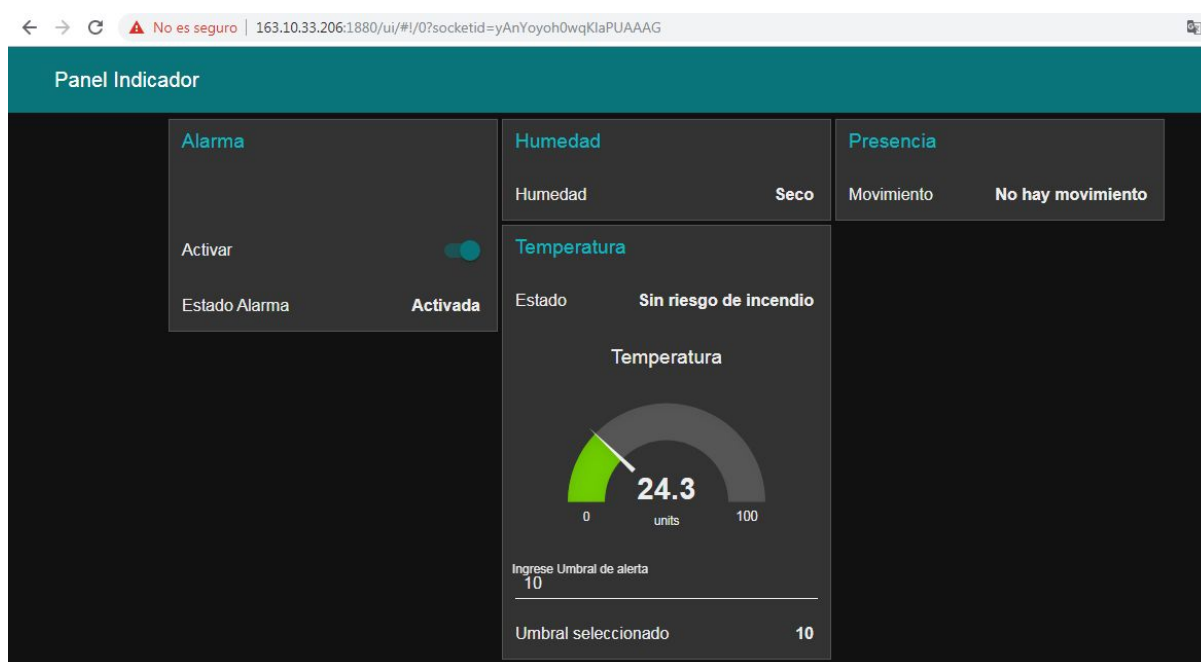 No es seguro | 163.10.33.206:1880/ui/#!/0?socketid=yAnYoyoh0wqKIaPUAAAG
Panel Indicador
Alarma
Activar
Estado Alarma Activada
Humedad
Humedad Seco
Presencia
Movimiento No hay movimiento
Temperatura
Estado Sin riesgo de incendio
Temperatura
24.3
0 units 100
Ingrese Umbral de alerta
10
Umbral seleccionado 10